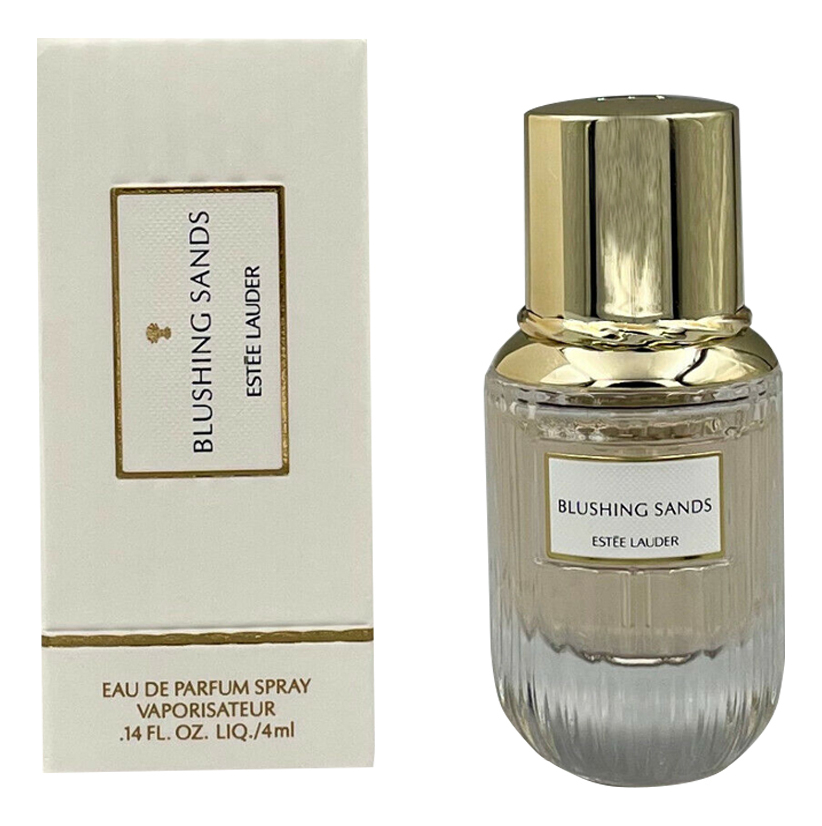 BLUSHING SANDS
ESTĒE LAUDER
EAU DE PARFUM SPRAY
VAPORISATEUR
.14 FL. OZ. LIQ./4ml
BLUSHING SANDS
ESTĒE LAUDER